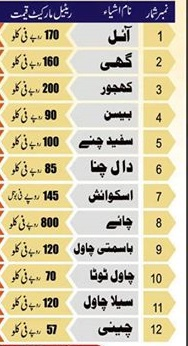 نمبر شمار نام اشیاء ریٹیل مارکیٹ قیمت
1 آئل 170 روپے فی کلو
2 گھی 160 روپے فی کلو
3 کھجور 200 روپے فی کلو
4 بیسن 90 روپے فی کلو
5 سفید چنے 100 روپے فی کلو
6 دال چنا 85 روپے فی کلو
7 اسکوائش 145 روپے فی بوتل
8 چائے 800 روپے فی کلو
9 باسمتی چاول 120 روپے فی کلو
10 چاول ٹوٹا 70 روپے فی کلو
11 سیلا چاول 120 روپے فی کلو
12 چینی 57 روپے فی کلو